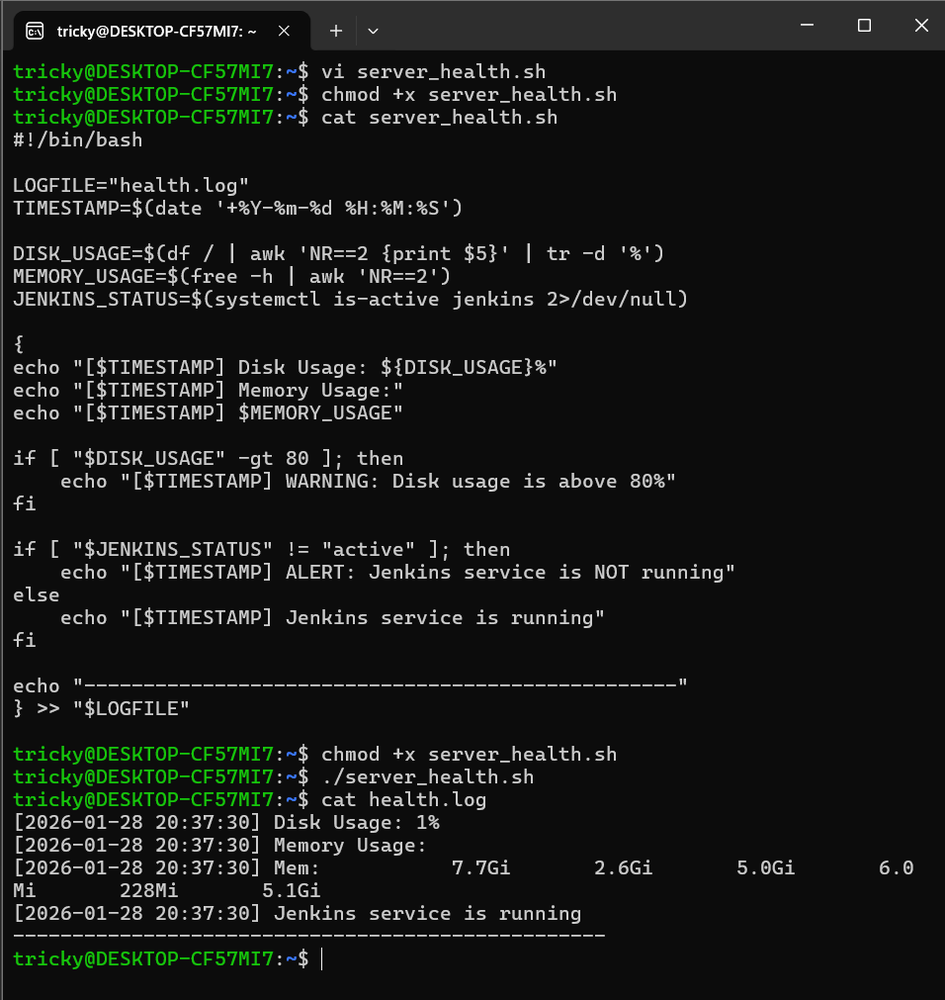 tricky@DESKTOP-CF57MI7: ~
tricky@DESKTOP-CF57MI7:~$ vi server_health.sh
tricky@DESKTOP-CF57MI7:~$ chmod +x server_health.sh
tricky@DESKTOP-CF57MI7:~$ cat server_health.sh
#!/bin/bash

LOGFILE="health.log"
TIMESTAMP=$(date '+%Y-%m-%d %H:%M:%S')

DISK_USAGE=$(df / | awk 'NR==2 {print $5}' | tr -d '%')
MEMORY_USAGE=$(free -h | awk 'NR==2')
JENKINS_STATUS=$(systemctl is-active jenkins 2>/dev/null)

{
echo "[$TIMESTAMP] Disk Usage: ${DISK_USAGE}%"
echo "[$TIMESTAMP] Memory Usage:"
echo "[$TIMESTAMP] $MEMORY_USAGE"

if [ "$DISK_USAGE" -gt 80 ]; then
    echo "[$TIMESTAMP] WARNING: Disk usage is above 80%"
fi

if [ "$JENKINS_STATUS" != "active" ]; then
    echo "[$TIMESTAMP] ALERT: Jenkins service is NOT running"
else
    echo "[$TIMESTAMP] Jenkins service is running"
fi

echo "--------------------------------------------------"
} >> "$LOGFILE"

tricky@DESKTOP-CF57MI7:~$ chmod +x server_health.sh
tricky@DESKTOP-CF57MI7:~$ ./server_health.sh
tricky@DESKTOP-CF57MI7:~$ cat health.log
[2026-01-28 20:37:30] Disk Usage: 1%
[2026-01-28 20:37:30] Memory Usage:
[2026-01-28 20:37:30] Mem:           7.7Gi       2.6Gi       5.0Gi       6.0
Mi       228Mi       5.1Gi
[2026-01-28 20:37:30] Jenkins service is running
--------------------------------------------------
tricky@DESKTOP-CF57MI7:~$